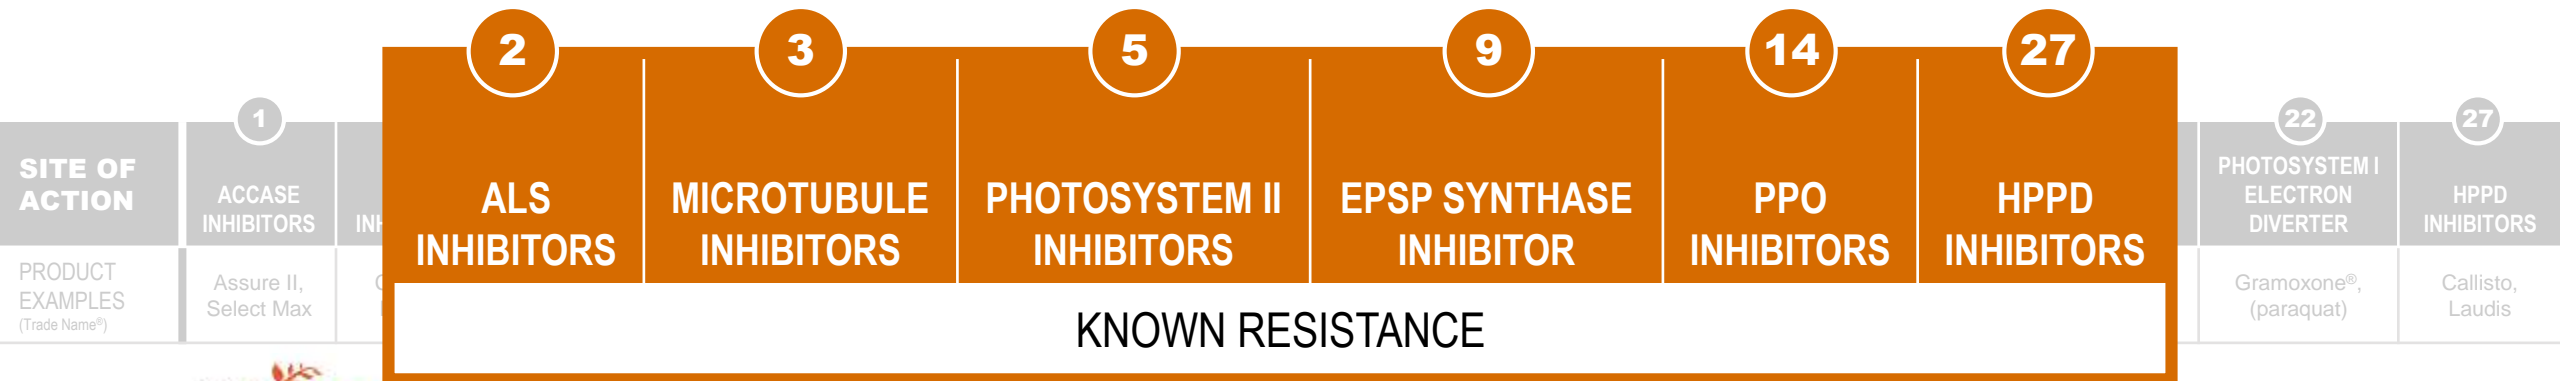 2
3
5
9
14
27
ALS
INHIBITORS
MICROTUBULE
INHIBITORS
PHOTOSYSTEM II
INHIBITORS
EPSP SYNTHASE
INHIBITOR
PPO
INHIBITORS
HPPD
INHIBITORS
KNOWN RESISTANCE
SITE OF
ACTION
1
ACCASE
INHIBITORS
22
PHOTOSYSTEM I
ELECTRON
DIVERTER
27
HPPD
INHIBITORS
PRODUCT
EXAMPLES
(Trade Name®)
Assure II,
Select Max
Gramoxone®,
(paraquat)
Callisto,
Laudis